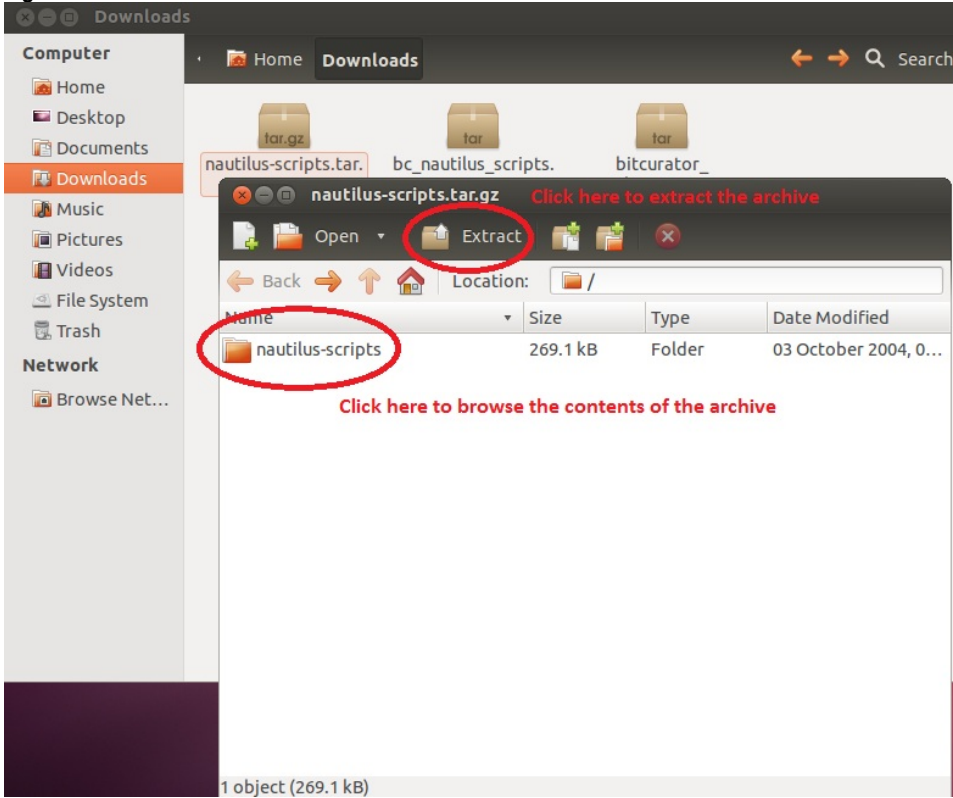 Downloads
Computer
Home
Desktop
Documents
Downloads
Music
Pictures
Videos
File System
Trash
Network
Browse Net...
Home Downloads Search
tar.gz tar tar
nautilus-scripts.tar. bc_nautilus_scripts. bitcurator_
nautilus-scripts.tar.gz Click here to extract the archive
Open Extract
Back Location: /
Name Size Type Date Modified
nautilus-scripts 269.1 kB Folder 03 October 2004, 0...
Click here to browse the contents of the archive
1 object (269.1 kB)